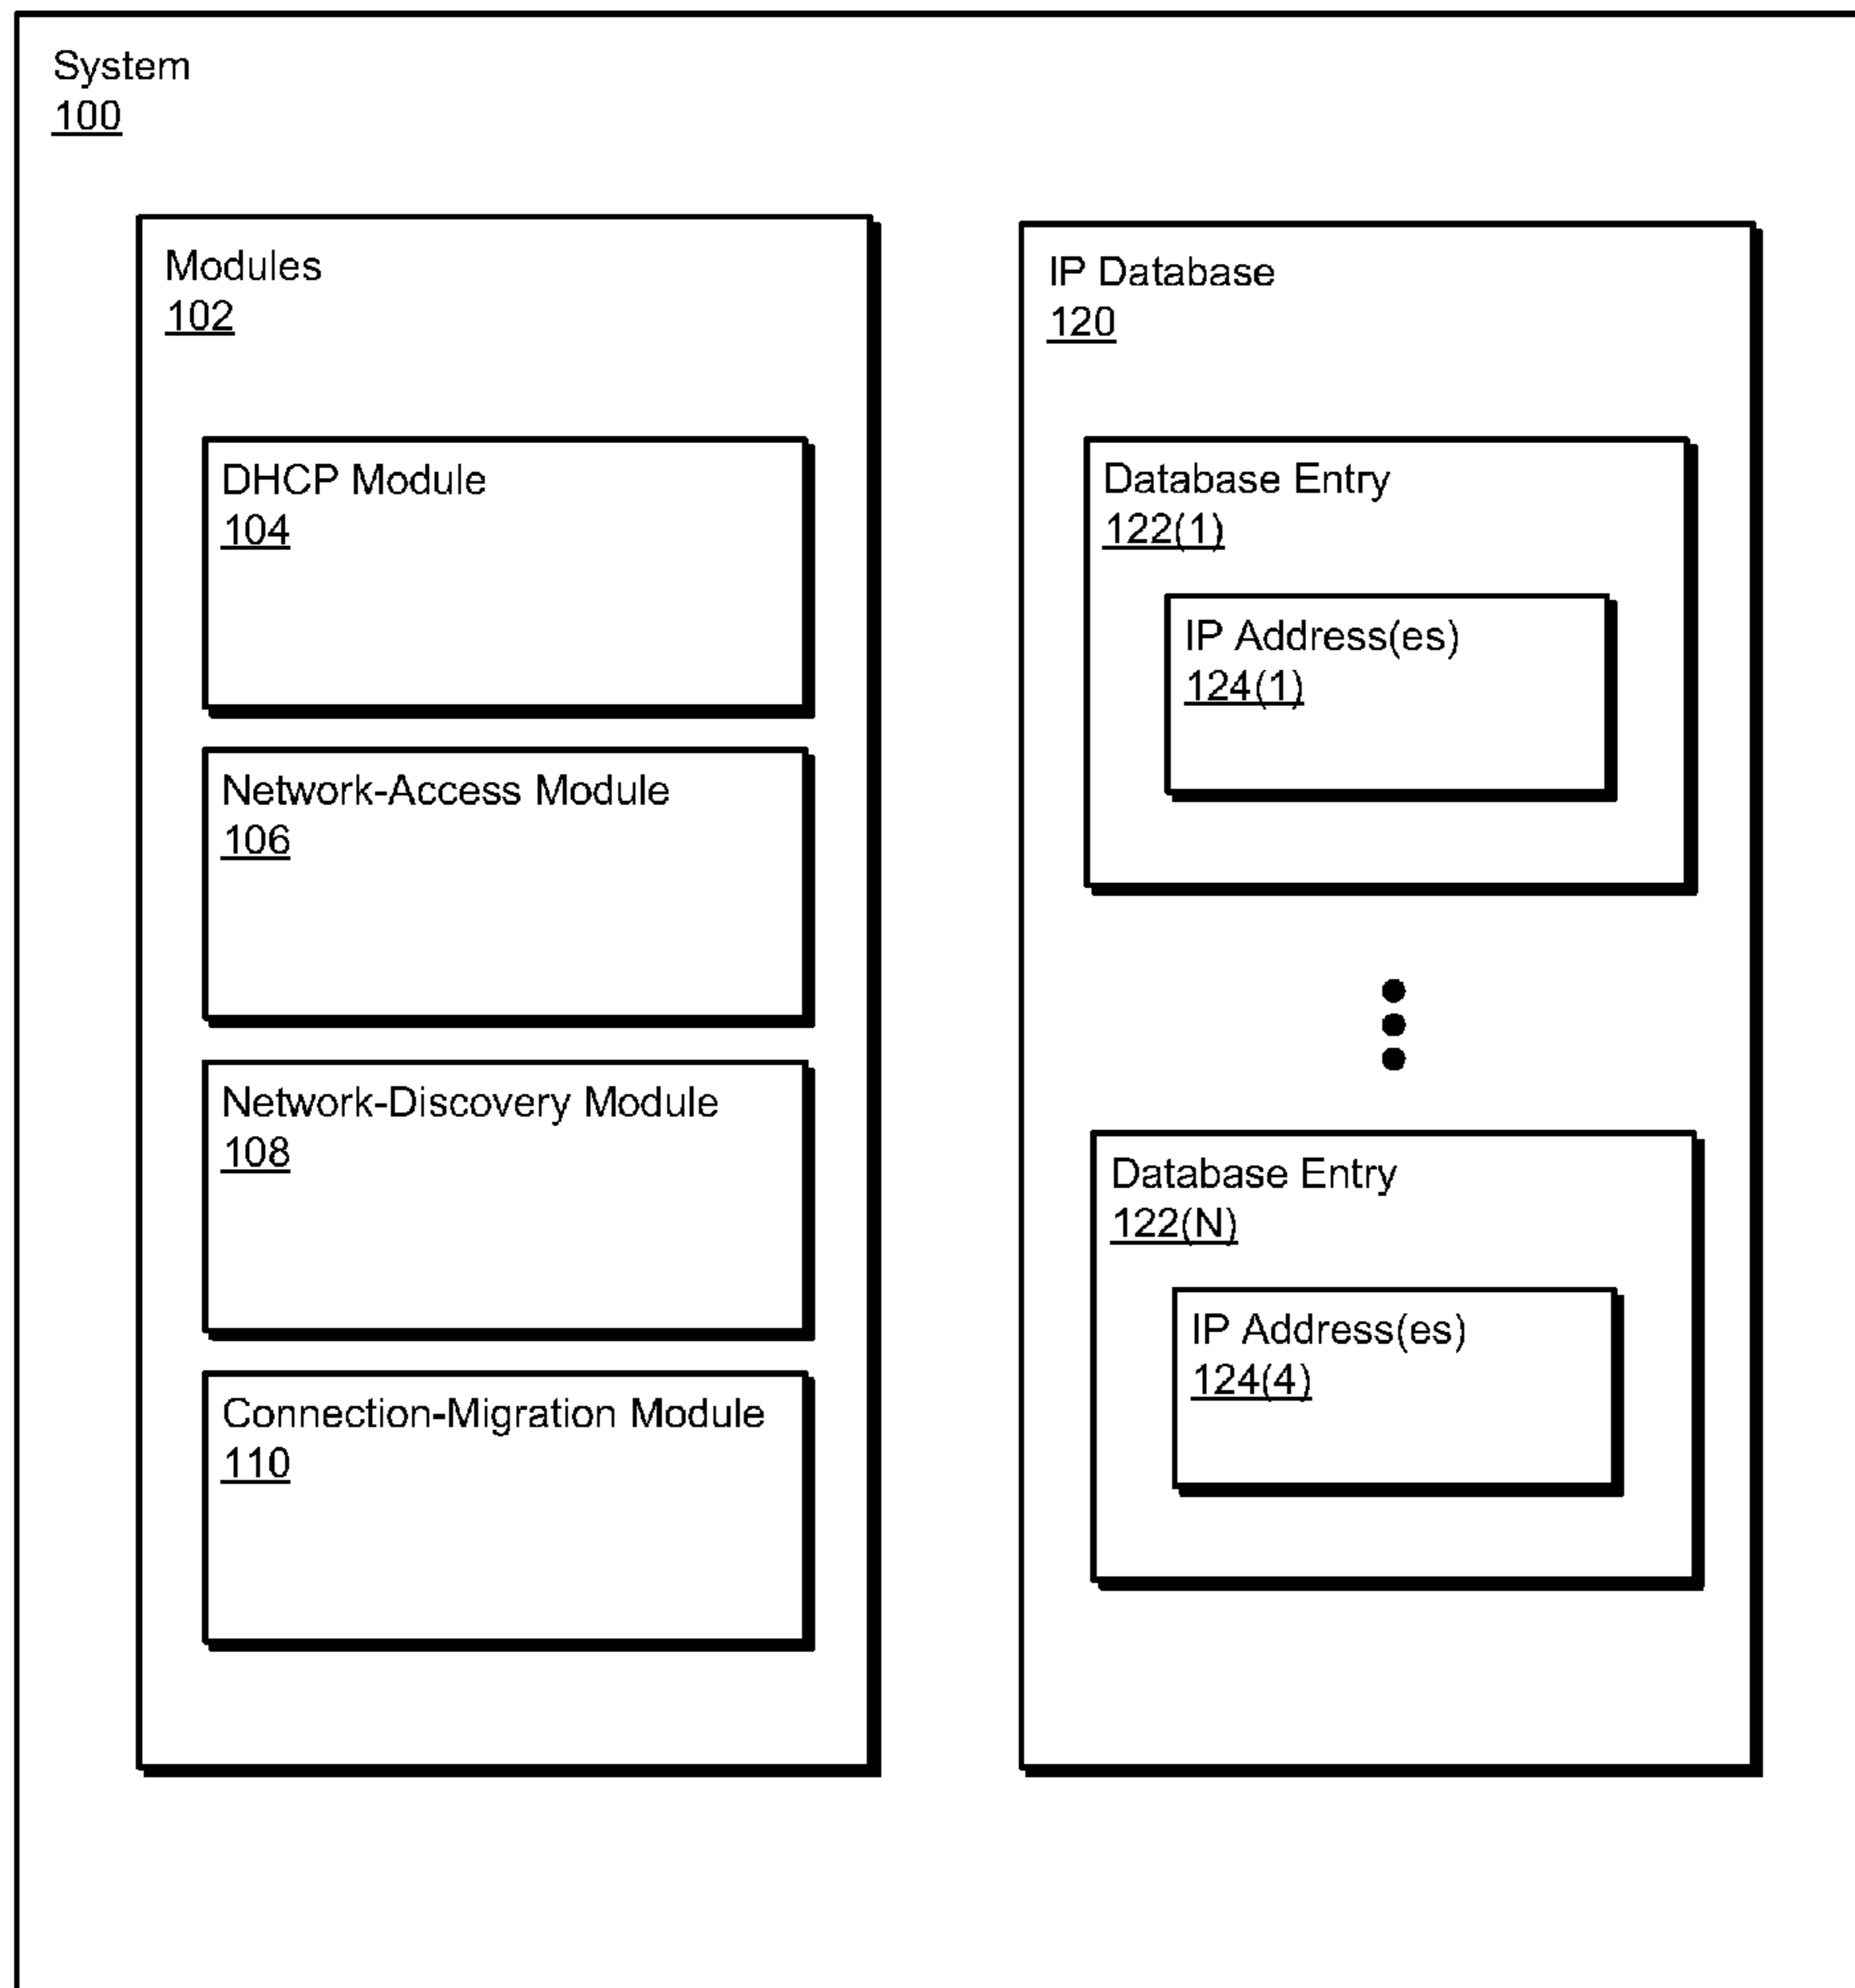 System
100
Modules
102
DHCP Module
104
Network-Access Module
106
Network-Discovery Module
108
Connection-Migration Module
110
IP Database
120
Database Entry
122(1)
IP Address(es)
124(1)
Database Entry
122(N)
IP Address(es)
124(4)